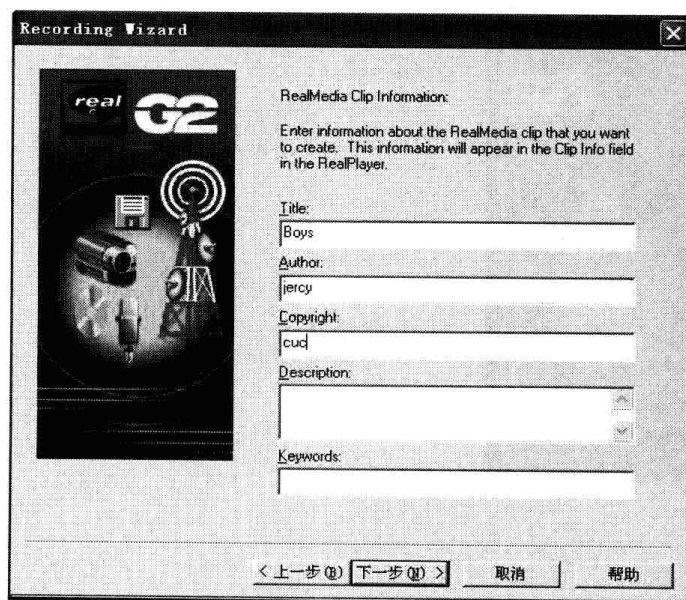 Recording Wizard
real
G2
RealMedia Clip Information:
Enter information about the RealMedia clip that you want
to create. This information will appear in the Clip Info field
in the RealPlayer.
Title:
Boys
Author:
jercy
Copyright:
cuc
Description:
Keywords:
< 上一步(B) 下一步(N) > 取消 帮助